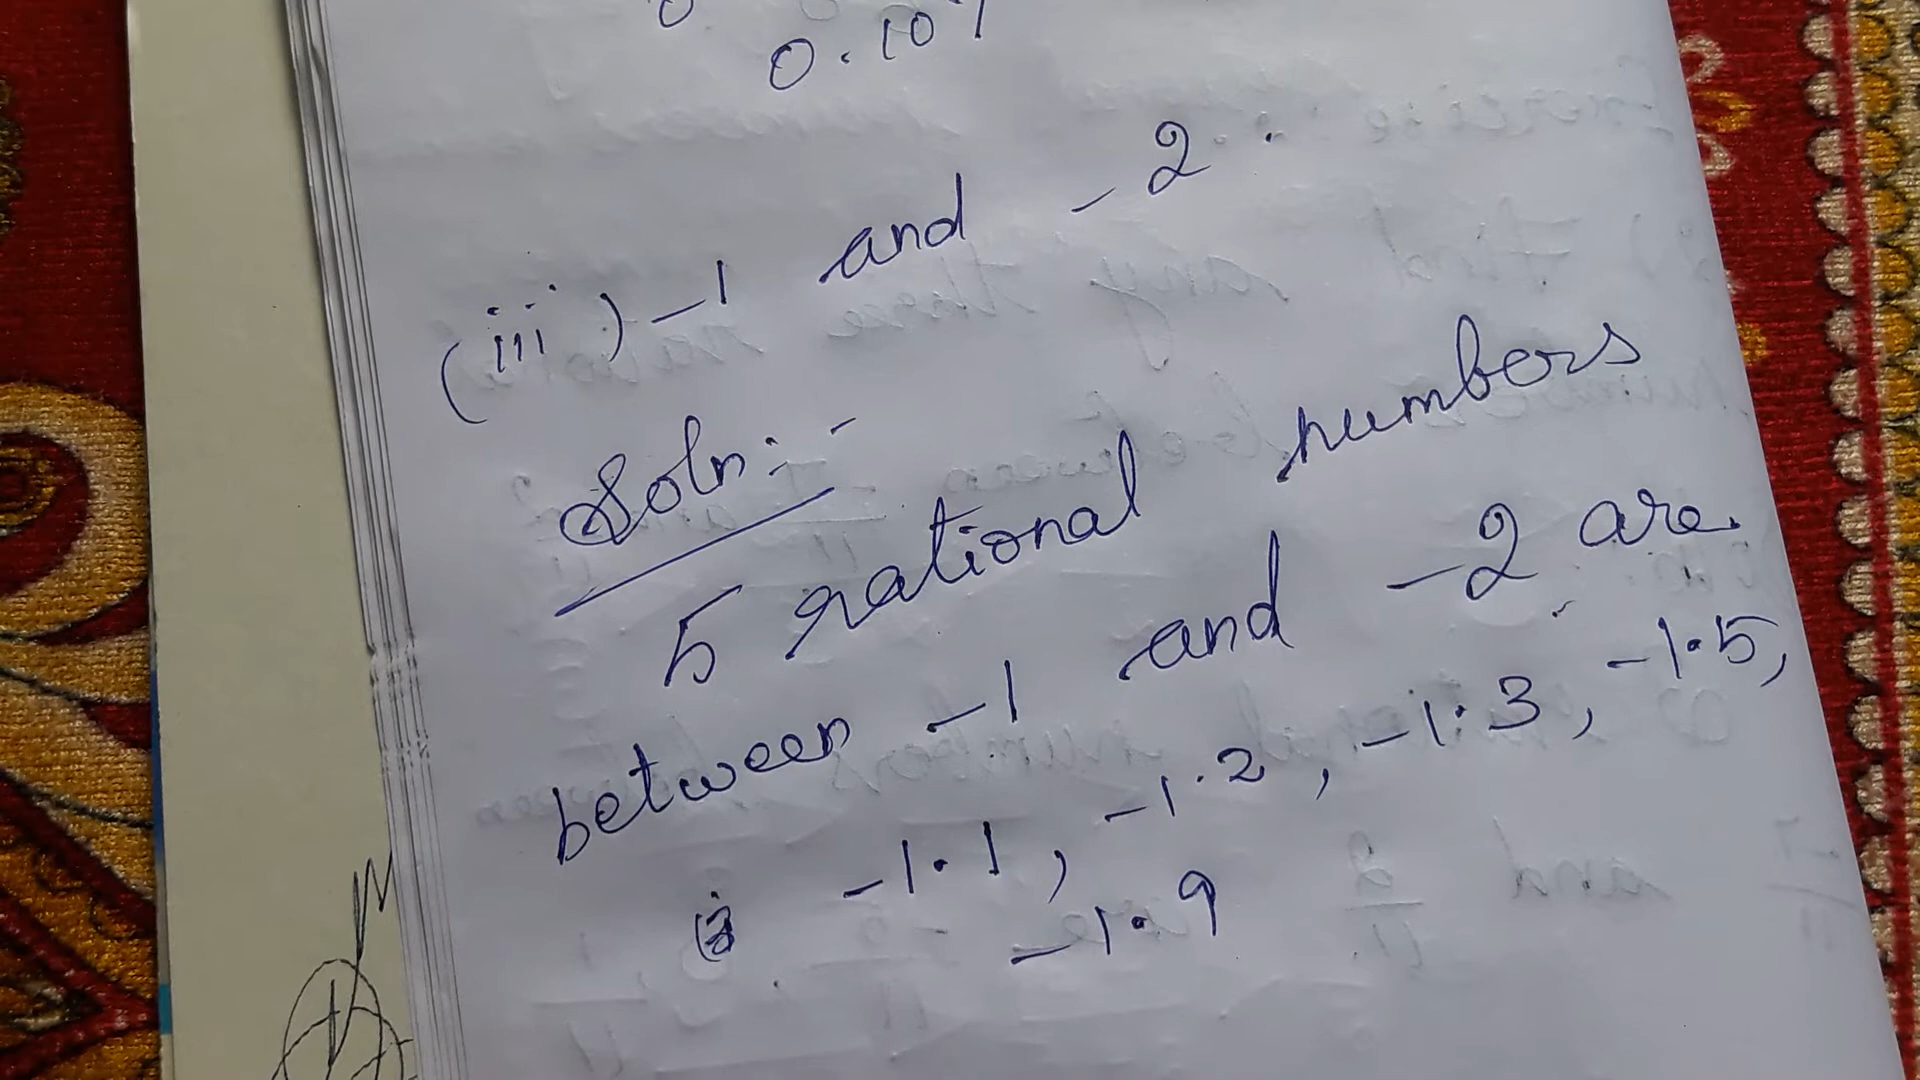 0.107
(iii) -1 and -2.
Soln:-
5 rational numbers
between -1 and -2 are
-1.1, -1.2, -1.3, -1.5,
-1.9